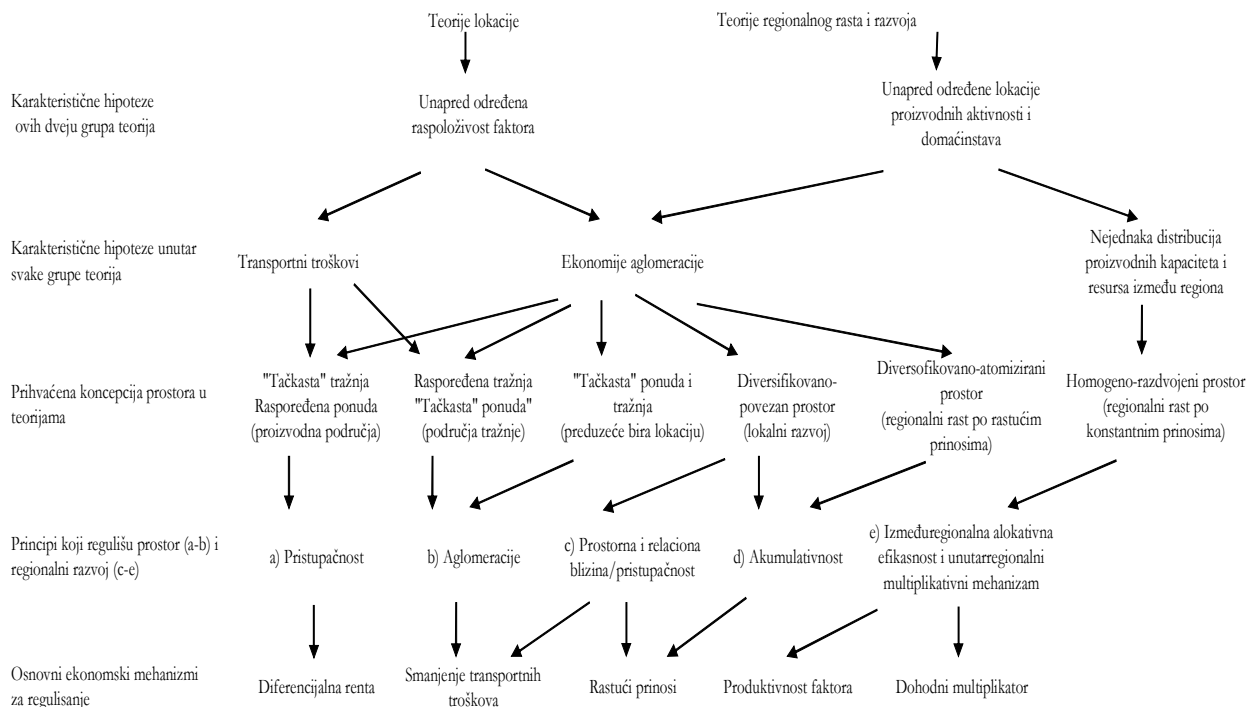 Teorije lokacije
Teorije regionalnog rasta i razvoja
Karakteristične hipoteze
ovih dveju grupa teorija
Unapred određena
raspoloživost faktora
Unapred određene lokacije
proizvodnih aktivnosti i
domaćinstava
Karakteristične hipoteze unutar
svake grupe teorija
Transportni troškovi
Ekonomije aglomeracije
Nejednaka distribucija
proizvodnih kapaciteta i
resursa između regiona
Prihvaćena koncepcija prostora u
teorijama
"Tačkasta" tražnja
Raspoređena ponuda
(proizvodna područja)
Raspoređena tražnja
"Tačkasta" ponuda"
(područja tražnje)
"Tačkasta" ponuda i
tražnja
(preduzeće bira lokaciju)
Diversifikovano-
povezan prostor
(lokalni razvoj)
Diversofikovano-atomizirani
prostor
(regionalni rast po rastućim
prinosima)
Homogeno-razdvojeni prostor
(regionalni rast po
konstantnim prinosima)
Principi koji regulišu prostor (a-b) i
regionalni razvoj (c-e)
a) Pristupačnost
b) Aglomeracije
c) Prostorna i relaciona
blizina/pristupačnost
d) Akumulativnost
e) Izmeđuregionalna alokativna
efikasnost i unutarregionalni
multiplikativni mehanizam
Osnovni ekonomski mehanizmi
za regulisanje
Diferencijalna renta
Smanjenje transportnih
troškova
Rastući prinosi
Produktivnost faktora
Dohodni multiplikator